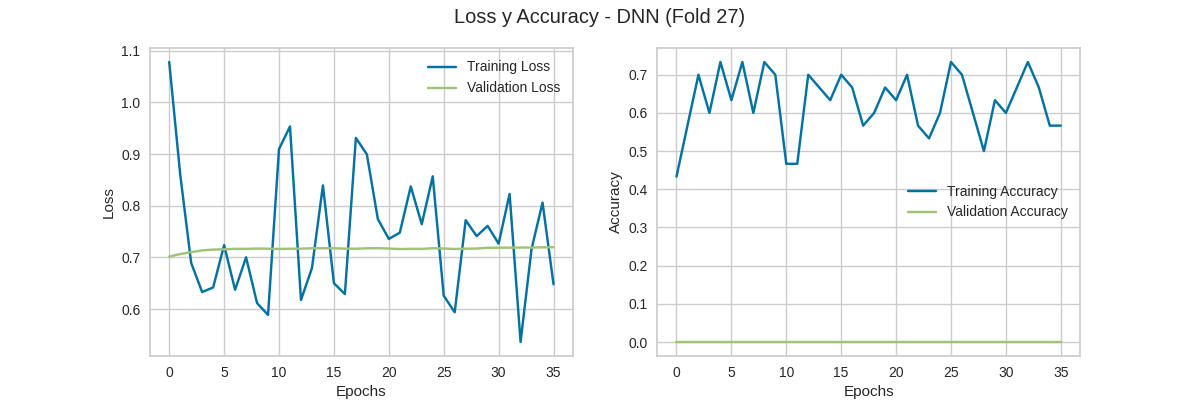 Loss y Accuracy - DNN (Fold 27)
1.1
1.0
0.9
0.8
0.7
0.6
Loss
Training Loss
Validation Loss
0 5 10 15 20 25 30 35
Epochs
0.7
0.6
0.5
0.4
0.3
0.2
0.1
0.0
Accuracy
Training Accuracy
Validation Accuracy
0 5 10 15 20 25 30 35
Epochs